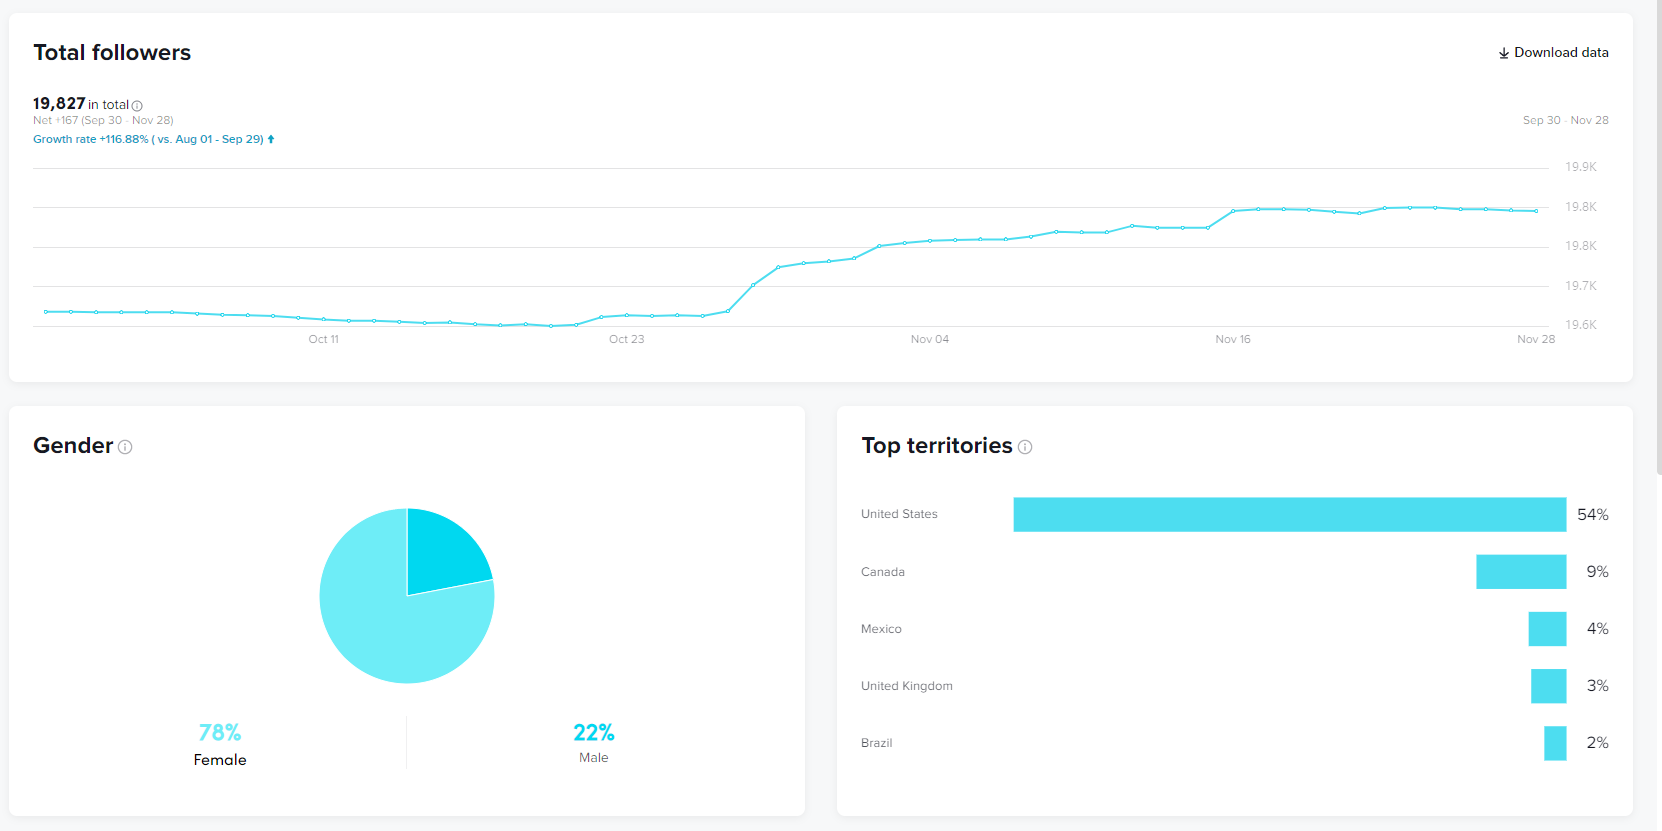 Total followers
Download data
19,827 in total
Net +167 (Sep 30 - Nov 28)
Sep 30 - Nov 28
Growth rate +116.88% ( vs. Aug 01 - Sep 29)
19.9K
19.8K
19.8K
19.7K
19.6K
Oct 11
Oct 23
Nov 04
Nov 16
Nov 28
Gender
78%
Female
22%
Male
Top territories
United States
54%
Canada
9%
Mexico
4%
United Kingdom
3%
Brazil
2%